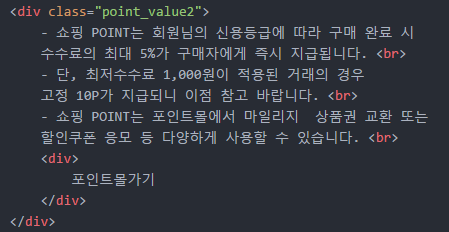 <div class="point_value2">
- 쇼핑 POINT는 회원님의 신용등급에 따라 구매 완료 시
수수료의 최대 5%가 구매자에게 즉시 지급됩니다. <br>
- 단, 최저수수료 1,000원이 적용된 거래의 경우
고정 10P가 지급되니 이점 참고 바랍니다. <br>
- 쇼핑 POINT는 포인트몰에서 마일리지  상품권 교환 또는
할인쿠폰 응모 등 다양하게 사용할 수 있습니다. <br>
<div>
포인트몰가기
</div>
</div>